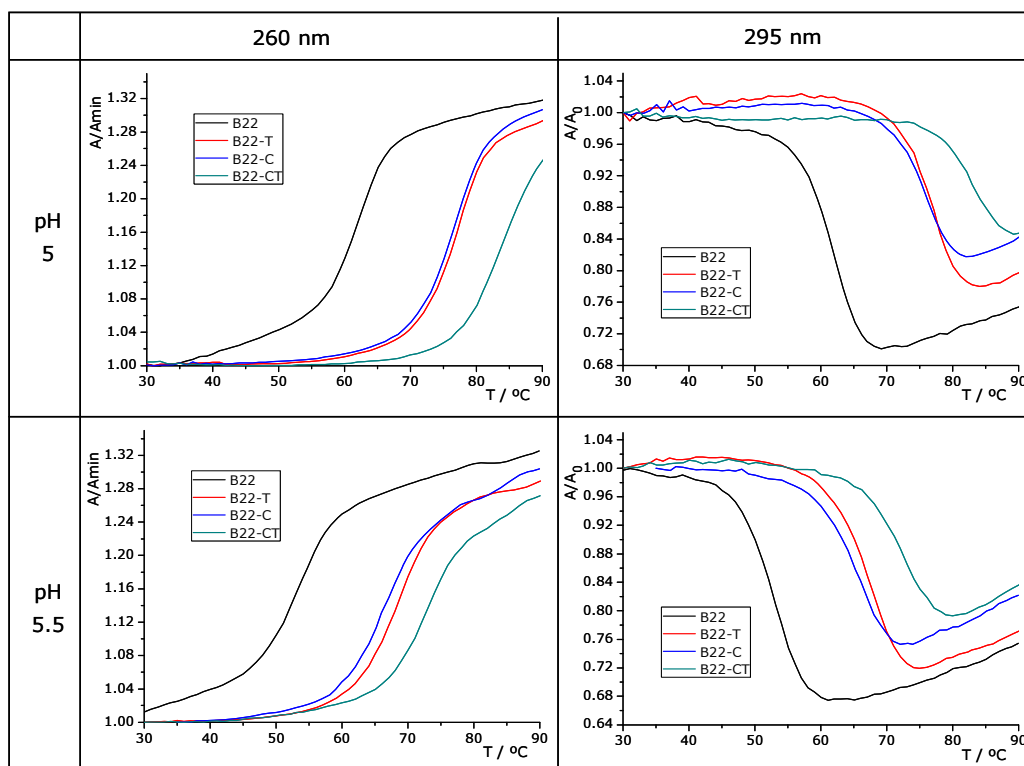 260 nm
295 nm
pH
5
A/Amin
1.32
1.28
1.24
1.20
1.16
1.12
1.08
1.04
1.00
30 40 50 60 70 80 90
T / ºC
B22
B22-T
B22-C
B22-CT
A/A0
1.04
1.00
0.96
0.92
0.88
0.84
0.80
0.76
0.72
0.68
30 40 50 60 70 80 90
T / ºC
B22
B22-T
B22-C
B22-CT
pH
5.5
A/Amin
1.32
1.28
1.24
1.20
1.16
1.12
1.08
1.04
1.00
30 40 50 60 70 80 90
T / ºC
B22
B22-T
B22-C
B22-CT
A/A0
1.04
1.00
0.96
0.92
0.88
0.84
0.80
0.76
0.72
0.68
0.64
30 40 50 60 70 80 90
T / ºC
B22
B22-T
B22-C
B22-CT